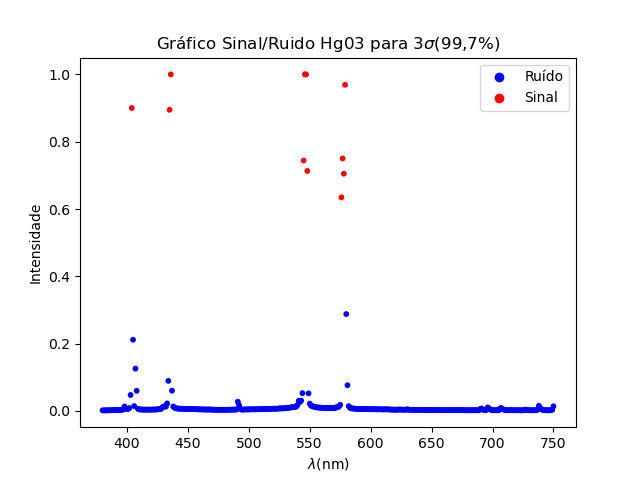 Gráfico Sinal/Ruido Hg03 para 3σ(99,7%)
Ruído
Sinal
1.0
0.8
0.6
0.4
0.2
0.0
Intensidade
400 450 500 550 600 650 700 750
λ(nm)